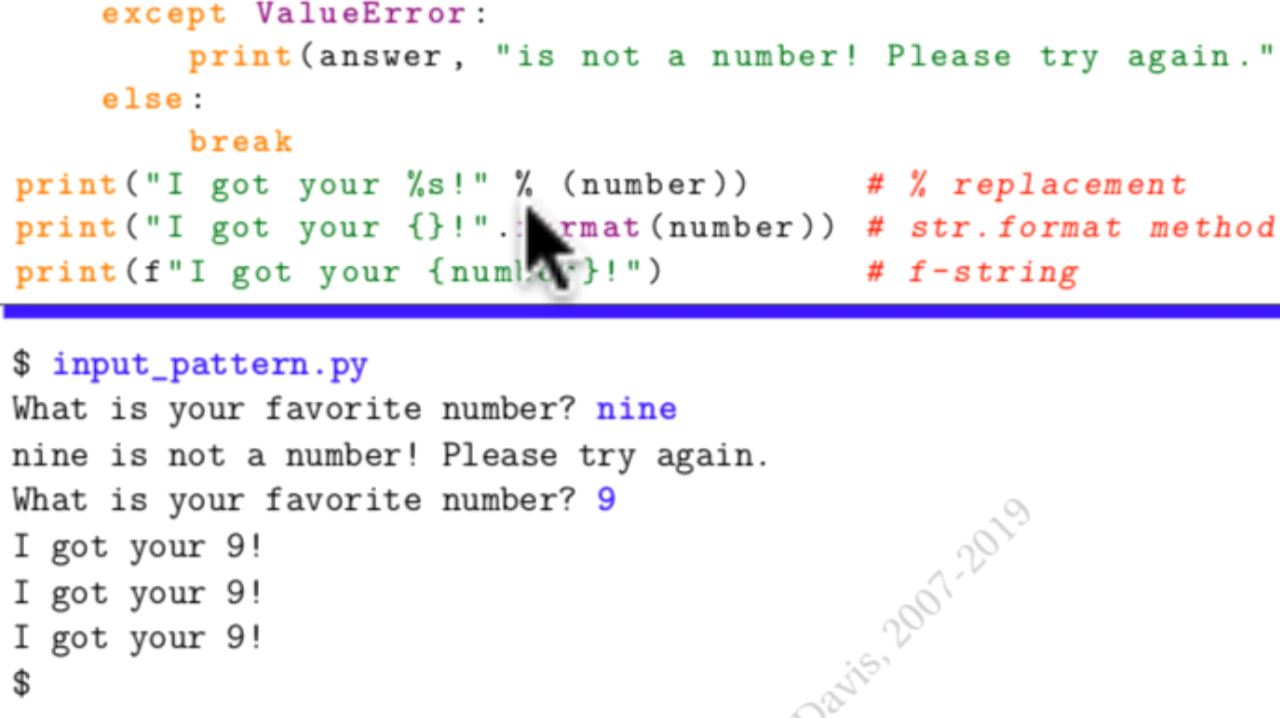 except ValueError:
        print(answer, "is not a number! Please try again."
    else:
        break
print("I got your %s!" % (number))      # % replacement
print("I got your {}!".format(number)) # str.format method
print(f"I got your {number}!")          # f-string
$ input_pattern.py
What is your favorite number? nine
nine is not a number! Please try again.
What is your favorite number? 9
I got your 9!
I got your 9!
I got your 9!
$
Davis, 2007-2019